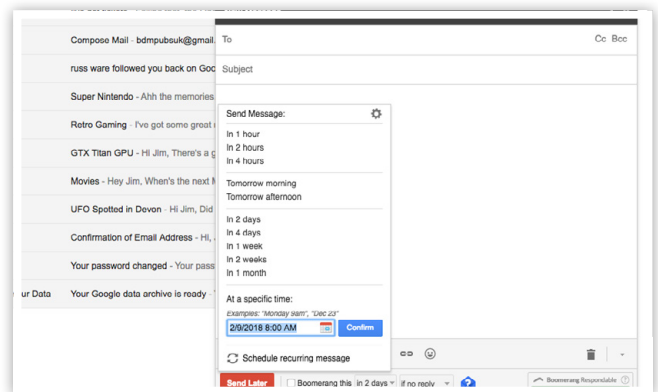 Compose Mail - bdmpubsuk@gmail.
russ ware followed you back on Goo
Super Nintendo - Ahh the memories
Retro Gaming - I've got some great
GTX Titan GPU - Hi Jim, There's a g
Movies - Hey Jim, When's the next
UFO Spotted in Devon - Hi Jim, Did
Confirmation of Email Address - Hi,
Your password changed - Your pass
ur Data Your Google data archive is ready -
To Cc Bcc
Subject
Send Message:
In 1 hour
In 2 hours
In 4 hours
Tomorrow morning
Tomorrow afternoon
In 2 days
In 4 days
In 1 week
In 2 weeks
In 1 month
At a specific time:
Examples: "Monday 9am", "Dec 23"
2/9/2018 8:00 AM Confirm
Schedule recurring message
Send Later Boomerang this in 2 days if no reply ? Boomerang Respondable ?